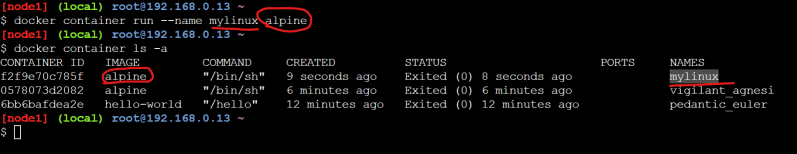 [node1] (local) root@192.168.0.13 ~
$ docker container run --name mylinux alpine
[node1] (local) root@192.168.0.13 ~
$ docker container ls -a
CONTAINER ID IMAGE COMMAND CREATED STATUS PORTS NAMES
f2f9e70c785f alpine "/bin/sh" 9 seconds ago Exited (0) 8 seconds ago mylinux
0578073d2082 alpine "/bin/sh" 6 minutes ago Exited (0) 6 minutes ago vigilant_agnesi
6bb6bafdea2e hello-world "/hello" 12 minutes ago Exited (0) 12 minutes ago pedantic_euler
[node1] (local) root@192.168.0.13 ~
$